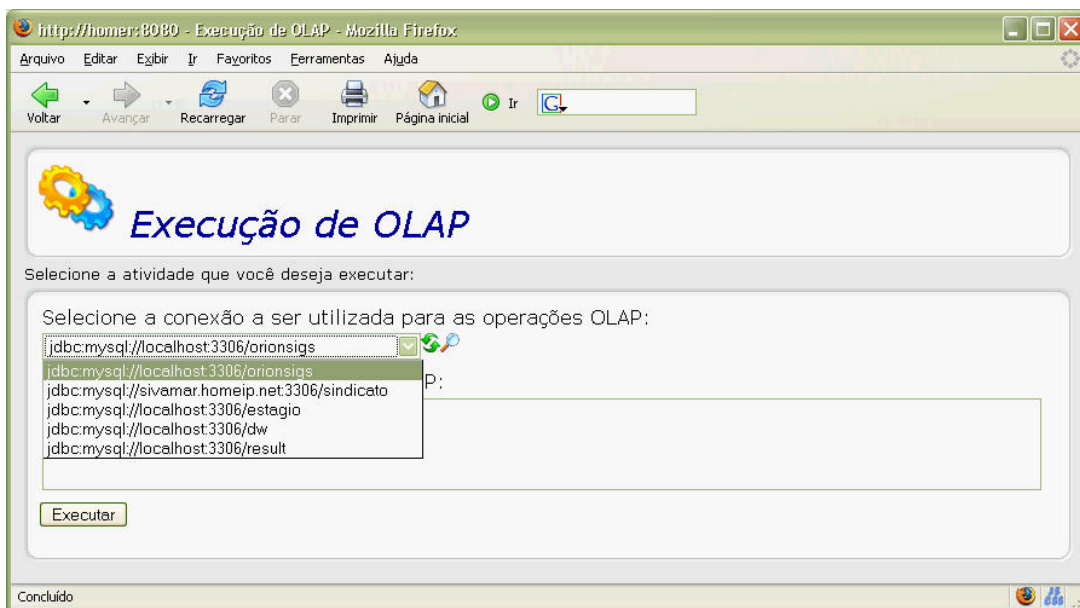 http://homer:8080 - Execução de OLAP - Mozilla Firefox
Arquivo Editar Exibir Ir Favoritos Ferramentas Ajuda
Voltar Avançar Recarregar Parar Imprimir Página inicial Ir G
Execução de OLAP
Selecione a atividade que você deseja executar:
Selecione a conexão a ser utilizada para as operações OLAP:
jdbc:mysql://localhost:3306/orionsigs
jdbc:mysql://localhost:3306/orionsigs
P:
jdbc:mysql://sivamar.homeip.net:3306/sindicato
jdbc:mysql://localhost:3306/estagio
jdbc:mysql://localhost:3306/dw
jdbc:mysql://localhost:3306/result
Executar
Concluído
JS
CSS